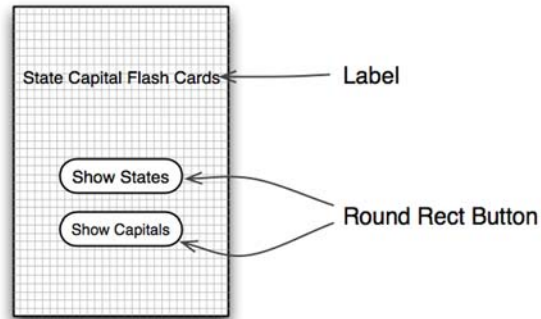 State Capital Flash Cards
Label
Show States
Show Capitals
Round Rect Button